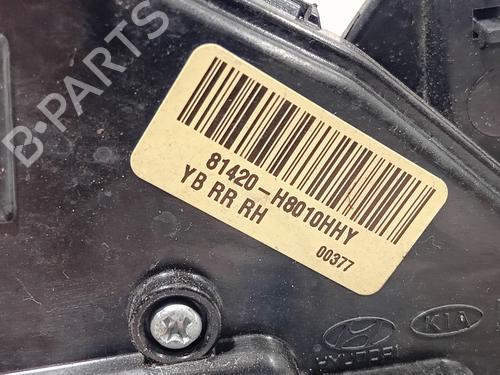 B-PARTS
81420-H8010HHY
YB RR RH
00377
HYUNDAI
KIA